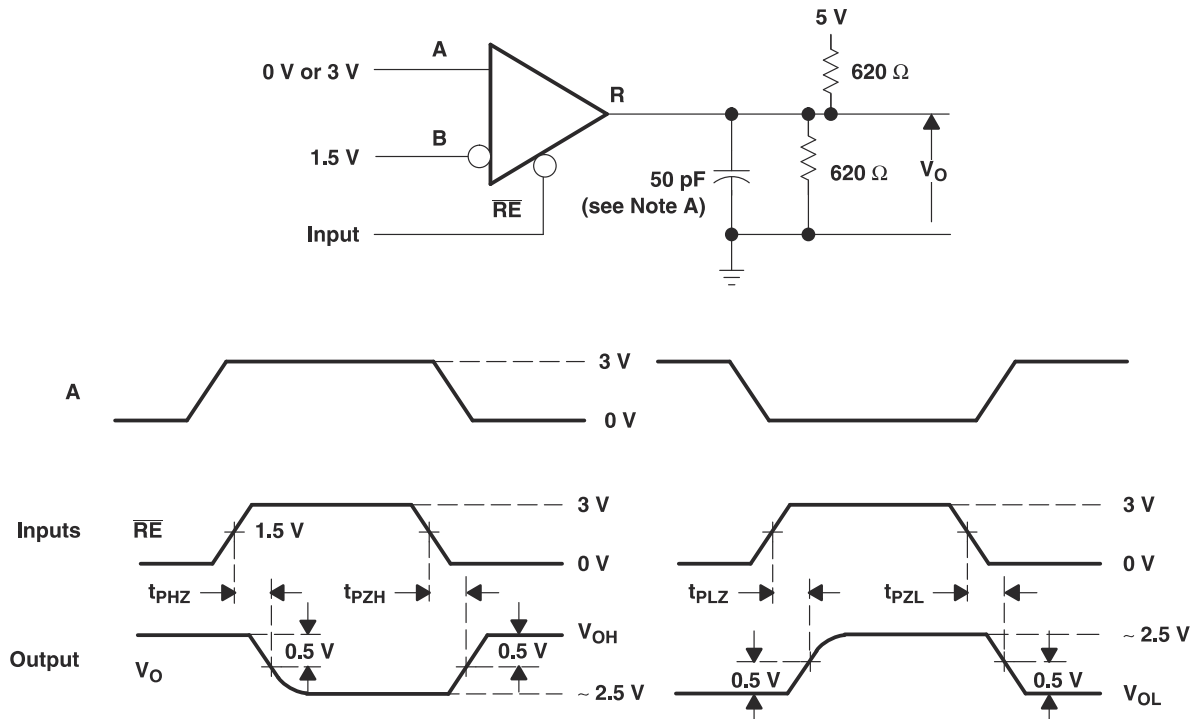 5 V
A
0 V or 3 V
620 Ω
R
B
1.5 V
50 pF
(see Note A)
620 Ω
V_O
R̅E̅
Input
3 V
A
0 V
3 V
3 V
Inputs
R̅E̅
1.5 V
0 V
0 V
t_PHZ
t_PZH
t_PLZ
t_PZL
V_OH
~ 2.5 V
Output
V_O
0.5 V
0.5 V
0.5 V
0.5 V
~ 2.5 V
V_OL